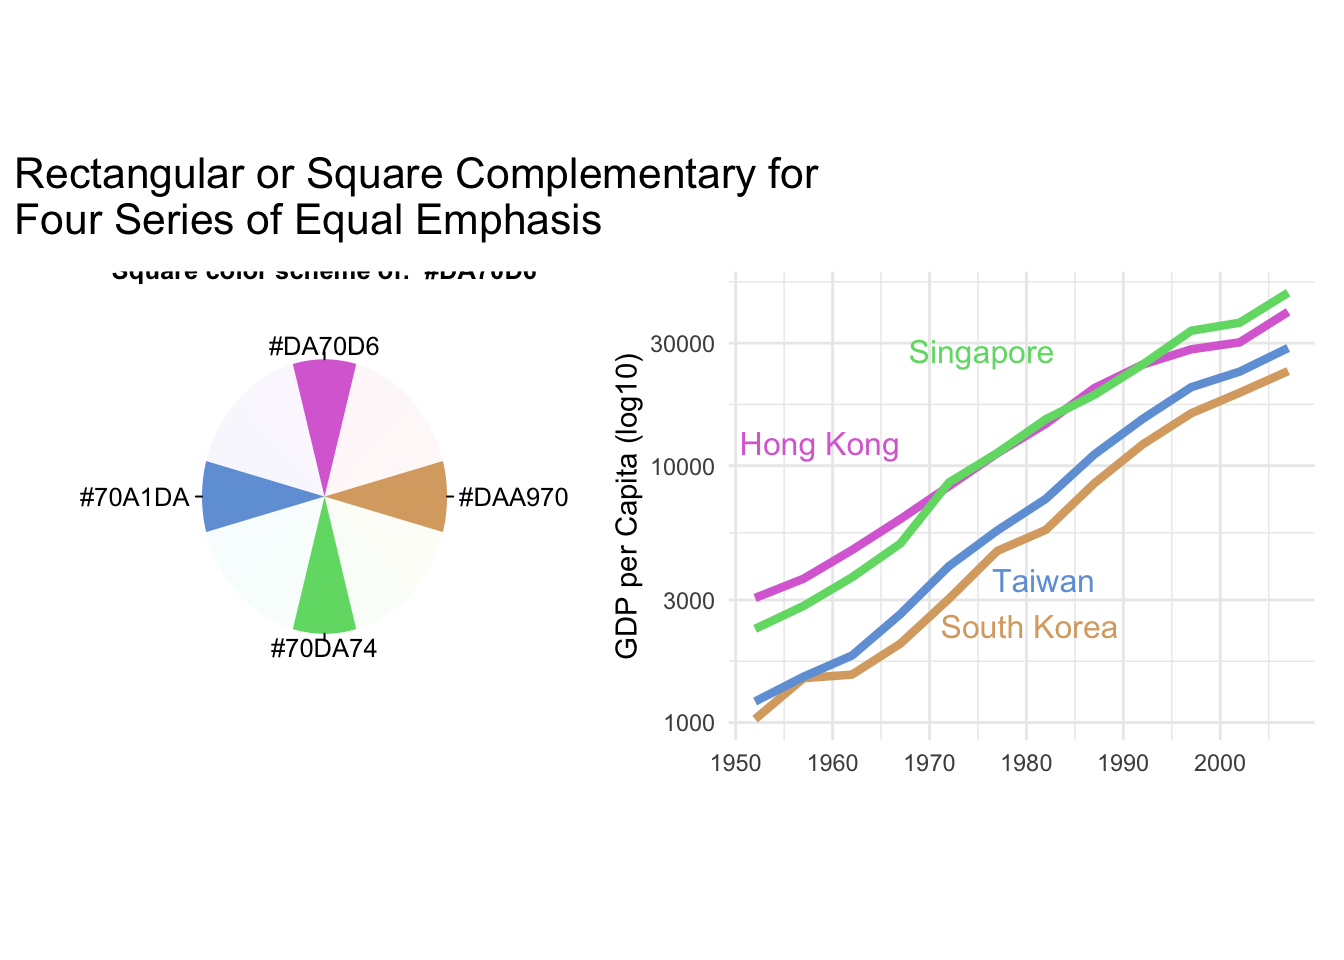 Rectangular or Square Complementary for
Four Series of Equal Emphasis
Square color scheme of: #DA70D6
#DA70D6
#70A1DA
#DAA970
#70DA74
GDP per Capita (log10)
30000
10000
3000
1000
Singapore
Hong Kong
Taiwan
South Korea
1950 1960 1970 1980 1990 2000